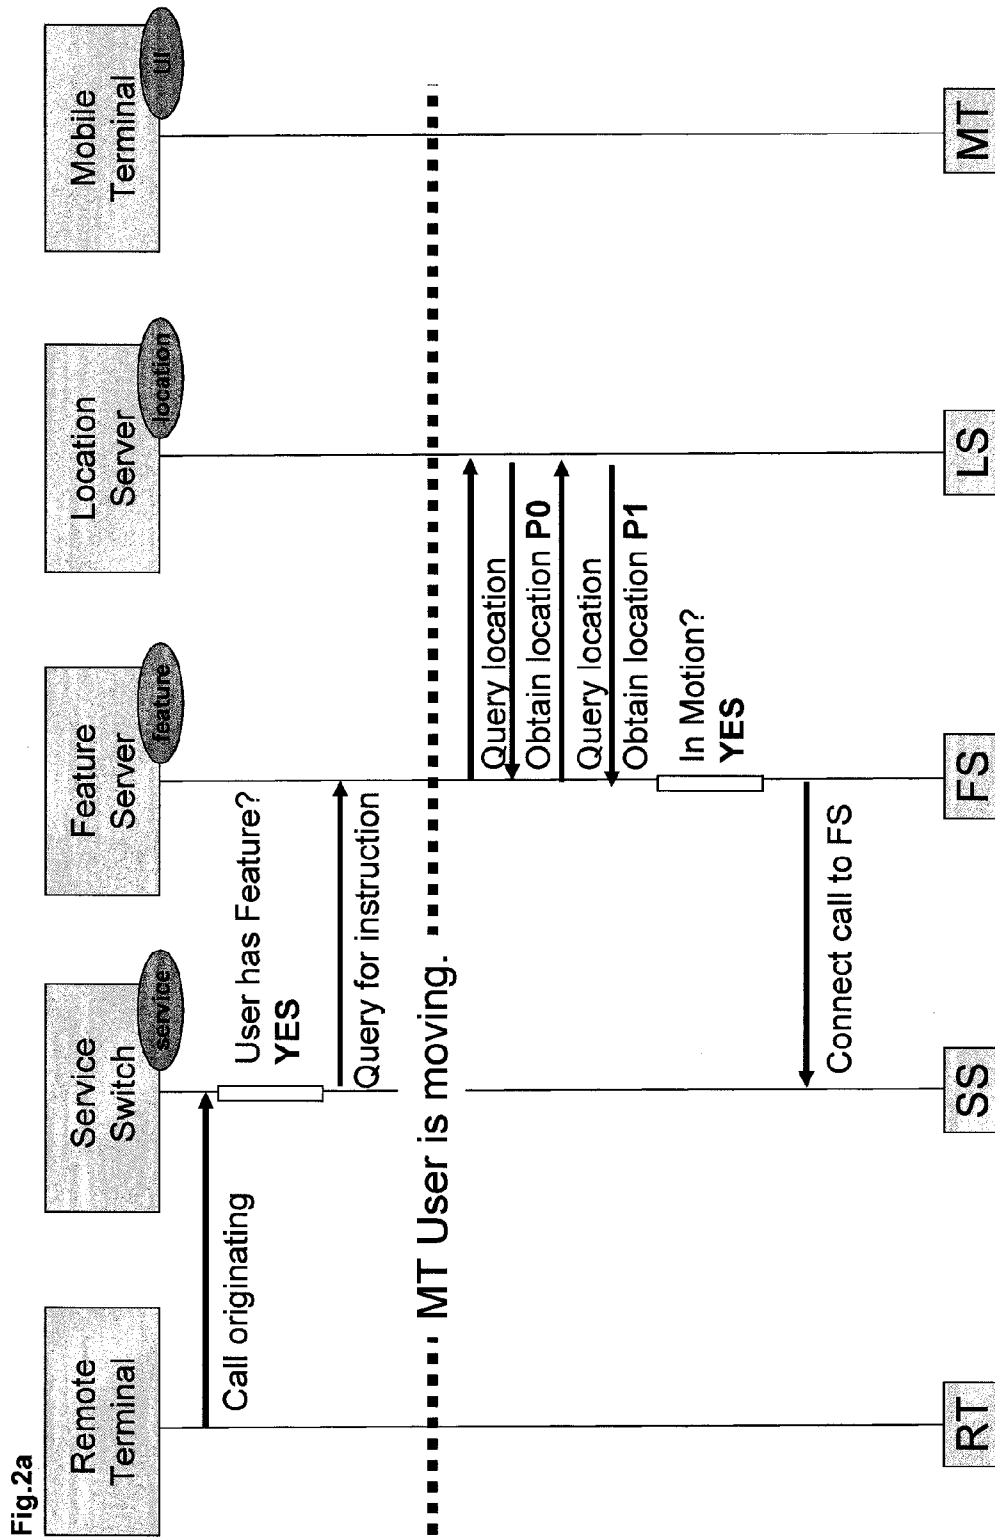 Fig.2a
Remote
Terminal
Service
Switch
service
Feature
Server
feature
Location
Server
location
Mobile
Terminal
UI
Call originating
User has Feature?
YES
Query for instruction
MT User is moving.
Query location
Obtain location P0
Query location
Obtain location P1
In Motion?
YES
Connect call to FS
RT
SS
FS
LS
MT